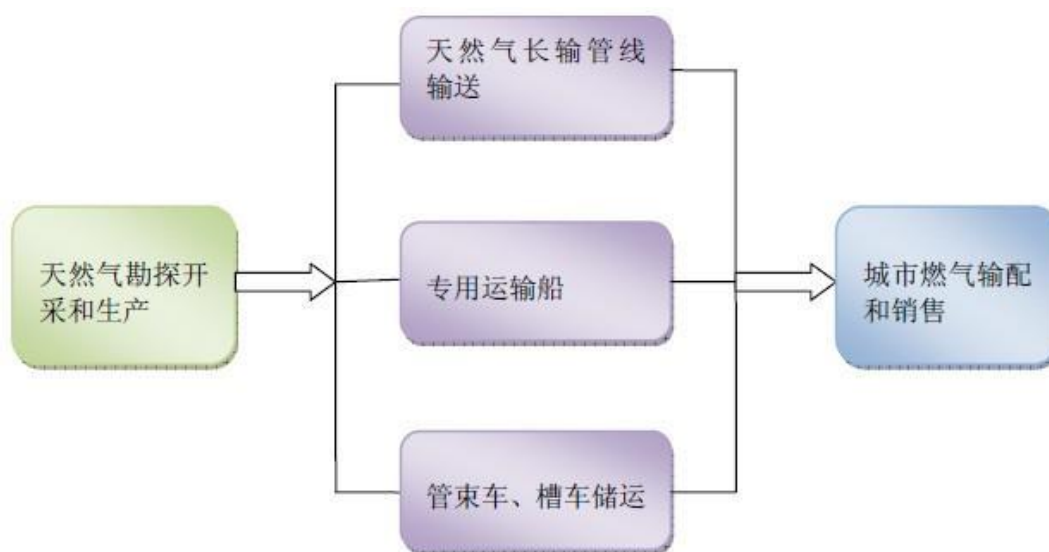 天然气长输管线
输送
天然气勘探开
采和生产
专用运输船
城市燃气输配
和销售
管束车、槽车储运